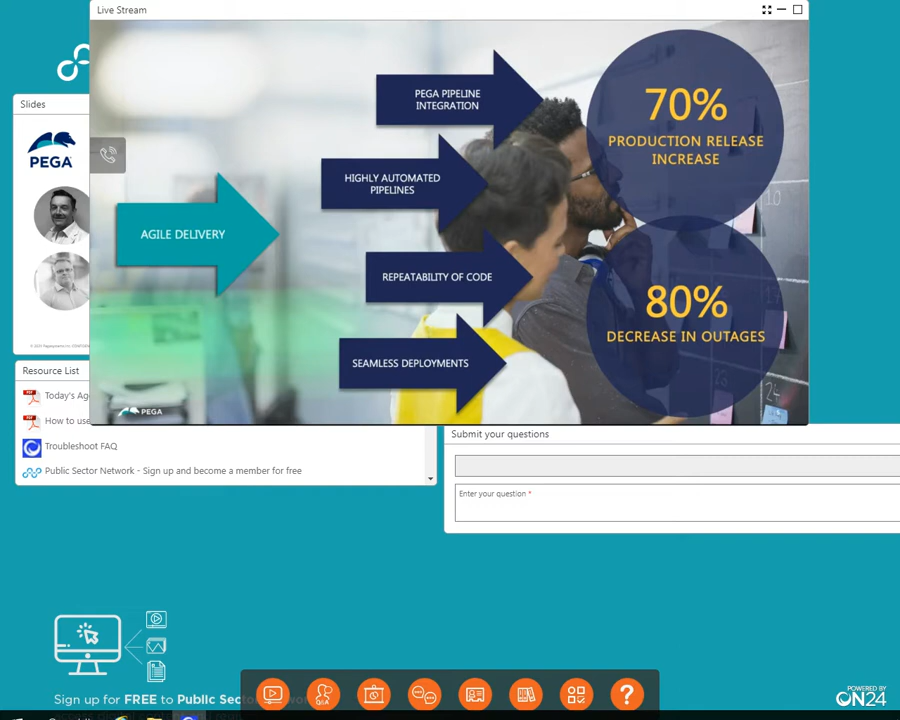 Live Stream
Slides
PEGA
PEGA PIPELINE
INTEGRATION
HIGHLY AUTOMATED
PIPELINES
AGILE DELIVERY
REPEATABILITY OF CODE
SEAMLESS DEPLOYMENTS
70%
PRODUCTION RELEASE
INCREASE
80%
DECREASE IN OUTAGES
10
24
PEGA
Resource List
Today's Ag
How to use
Troubleshoot FAQ
Public Sector Network - Sign up and become a member for free
Submit your questions
Enter your question *
Sign up for FREE to Public Sect
Q&A
?
POWERED BY
ON24